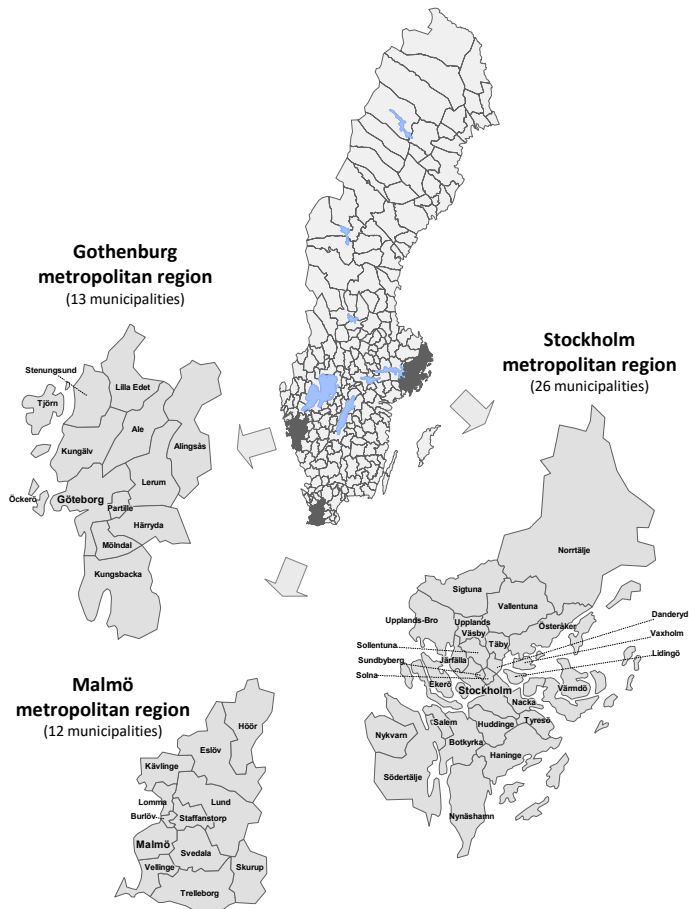 Gothenburg
metropolitan region
(13 municipalities)
Stenungsund
Lilla Edet
Tjörn
Ale
Kungälv
Alingsås
Lerum
Öckerö
Göteborg
Partille
Härryda
Mölndal
Kungsbacka
Stockholm
metropolitan region
(26 municipalities)
Norrtälje
Sigtuna
Vallentuna
Upplands-Bro
Upplands
Väsby
Österåker
Danderyd
Täby
Vaxholm
Sollentuna
Järfälla
Lidingö
Sundbyberg
Solna
Ekerö
Stockholm
Värmdö
Nacka
Salem
Huddinge
Tyresö
Nykvarn
Botkyrka
Haninge
Södertälje
Nynäshamn
Malmö
metropolitan region
(12 municipalities)
Höör
Eslöv
Kävlinge
Lomma
Lund
Burlöv
Staffanstorp
Malmö
Svedala
Vellinge
Skurup
Trelleborg